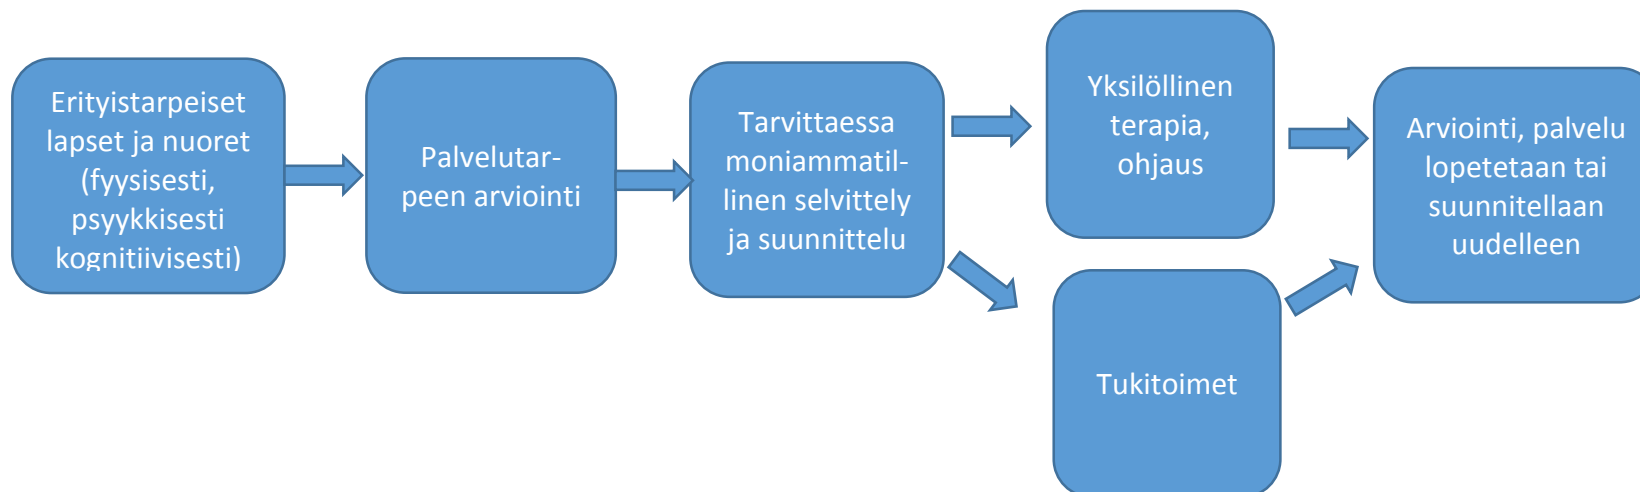 Erityistarpeiset
lapset ja nuoret
(fyysisesti,
psyykkisesti
kognitiivisesti)
Palvelutar-
peen arviointi
Tarvittaessa
moniammatil-
linen selvittely
ja suunnittelu
Yksilöllinen
terapia,
ohjaus
Tukitoimet
Arviointi, palvelu
lopetetaan tai
suunnitellaan
uudelleen